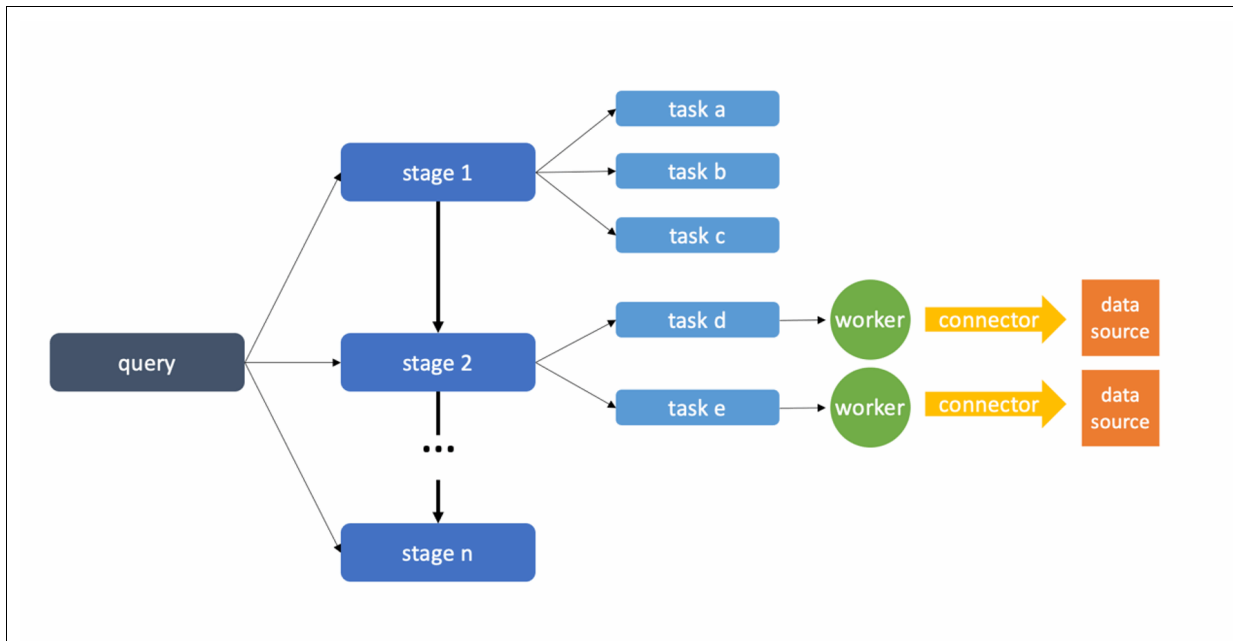 task a
stage 1
task b
task c
query
stage 2
task d
worker
connector
data
source
task e
worker
connector
data
source
...
stage n